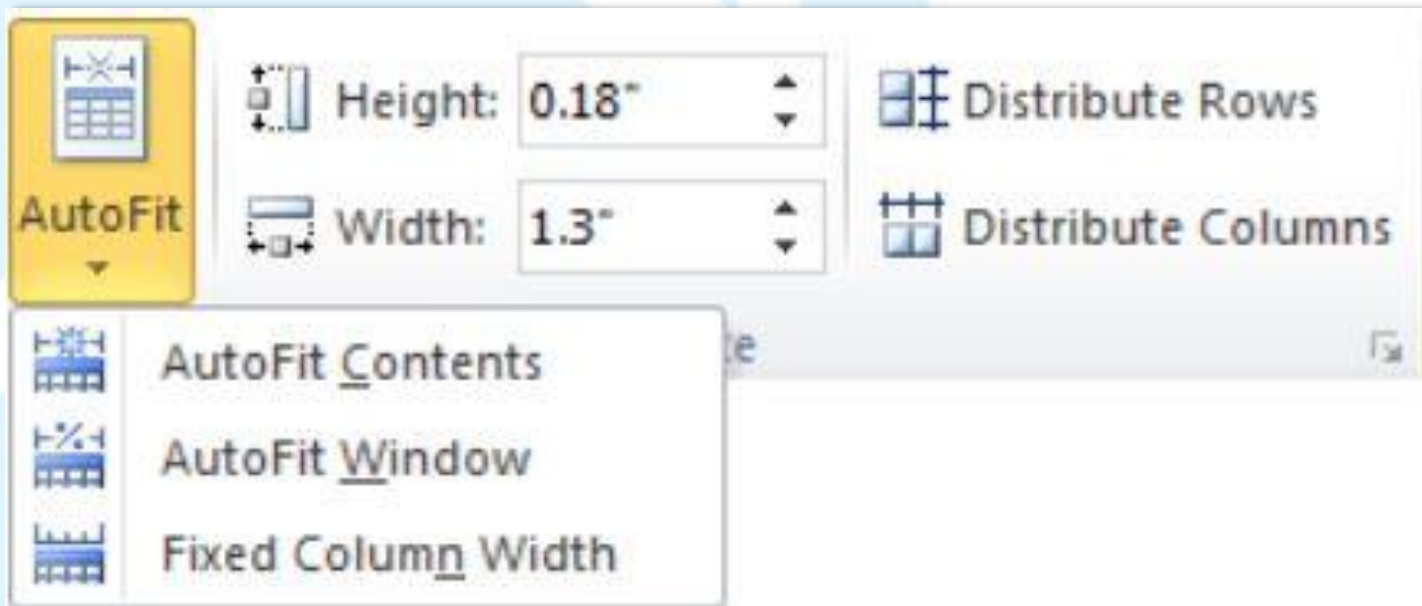 Height: 0.18" Distribute Rows
AutoFit Width: 1.3" Distribute Columns
AutoFit Contents
AutoFit Window
Fixed Column Width